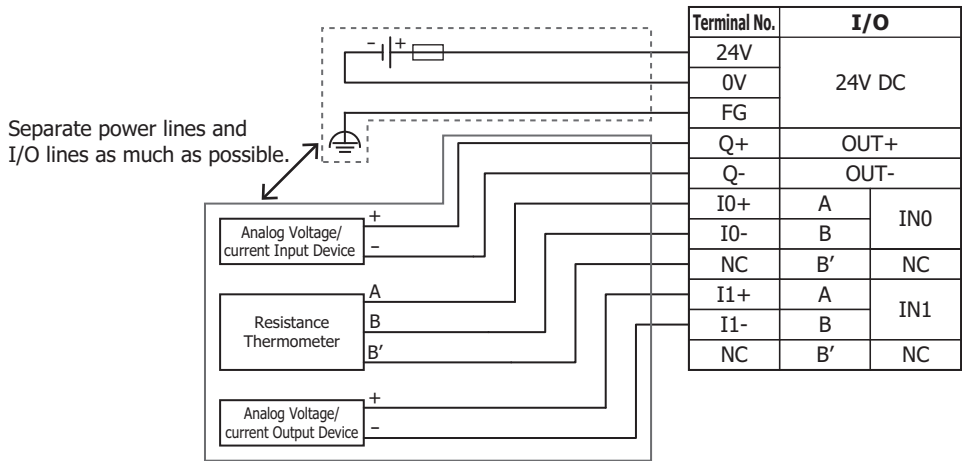 Terminal No. I/O
24V 24V DC
0V
FG
Q+ OUT+
Q- OUT-
I0+ A IN0
I0- B
NC B′ NC
I1+ A IN1
I1- B
NC B′ NC
- +
Separate power lines and
I/O lines as much as possible.
Analog Voltage/
current Input Device
+
-
Resistance
Thermometer
A
B
B′
Analog Voltage/
current Output Device
+
-